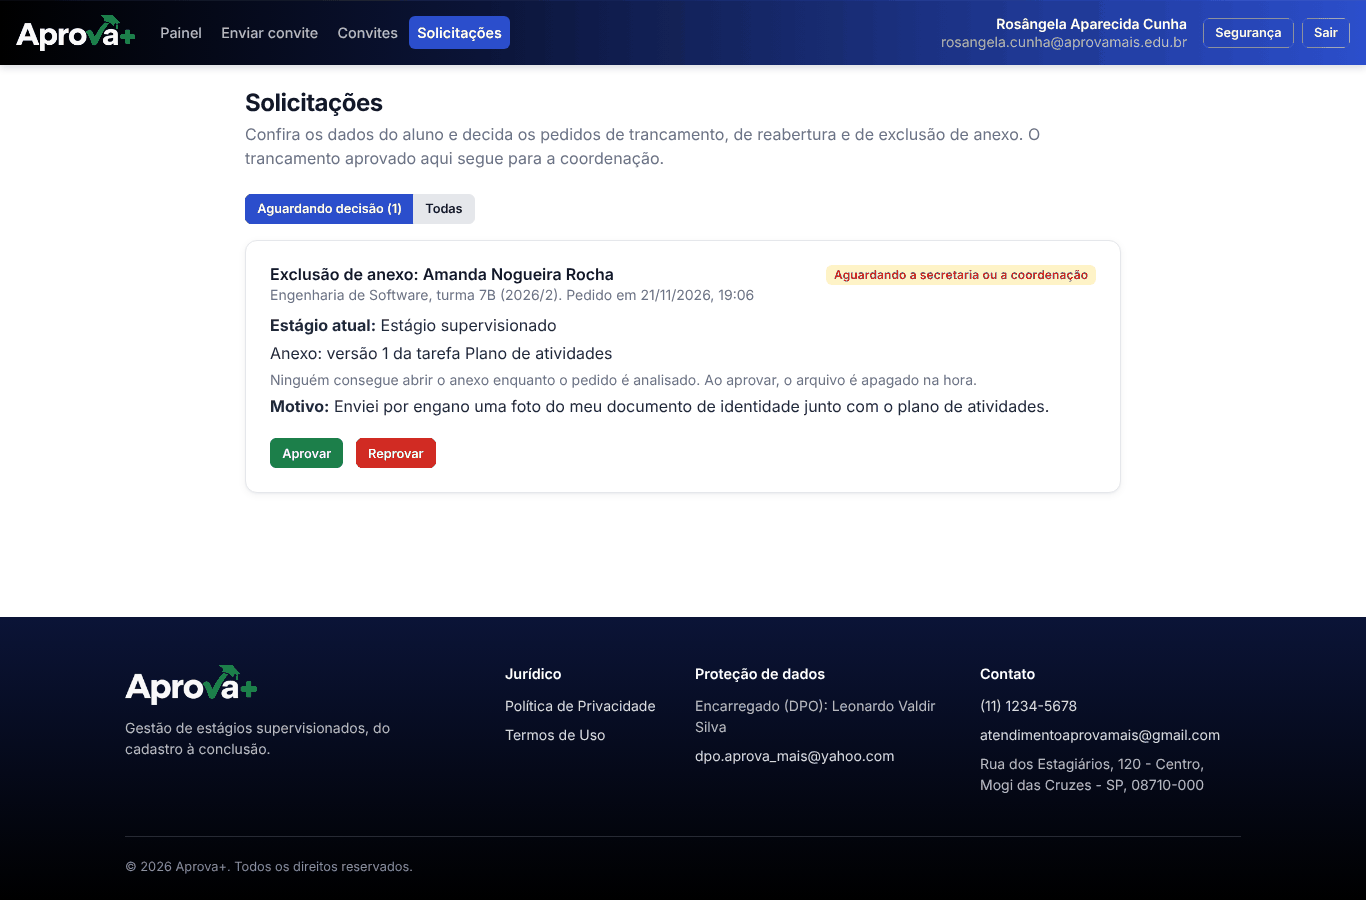 Aprova+
Painel
Enviar convite
Convites
Solicitações
Rosângela Aparecida Cunha
rosangela.cunha@aprovamais.edu.br
Segurança
Sair
Solicitações
Confira os dados do aluno e decida os pedidos de trancamento, de reabertura e de exclusão de anexo. O
trancamento aprovado aqui segue para a coordenação.
Aguardando decisão (1)
Todas
Exclusão de anexo: Amanda Nogueira Rocha
Aguardando a secretaria ou a coordenação
Engenharia de Software, turma 7B (2026/2). Pedido em 21/11/2026, 19:06
Estágio atual: Estágio supervisionado
Anexo: versão 1 da tarefa Plano de atividades
Ninguém consegue abrir o anexo enquanto o pedido é analisado. Ao aprovar, o arquivo é apagado na hora.
Motivo: Enviei por engano uma foto do meu documento de identidade junto com o plano de atividades.
Aprovar
Reprovar
Aprova+
Gestão de estágios supervisionados, do
cadastro à conclusão.
Jurídico
Política de Privacidade
Termos de Uso
Proteção de dados
Encarregado (DPO): Leonardo Valdir
Silva
dpo.aprova_mais@yahoo.com
Contato
(11) 1234-5678
atendimentoaprovamais@gmail.com
Rua dos Estagiários, 120 - Centro,
Mogi das Cruzes - SP, 08710-000
© 2026 Aprova+. Todos os direitos reservados.